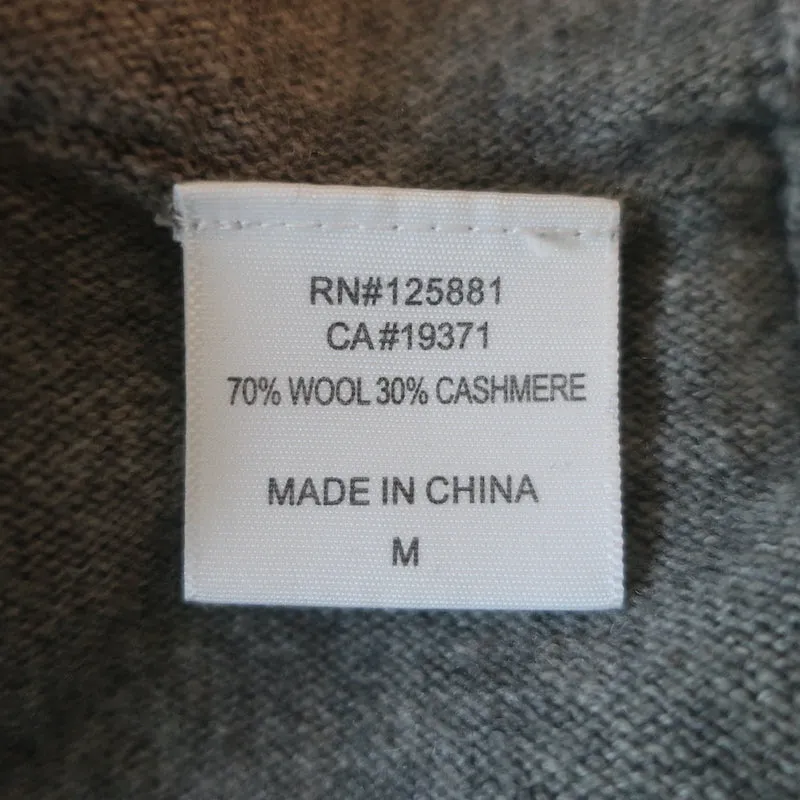 RN#125881
CA#19371
70% WOOL 30% CASHMERE
MADE IN CHINA
M